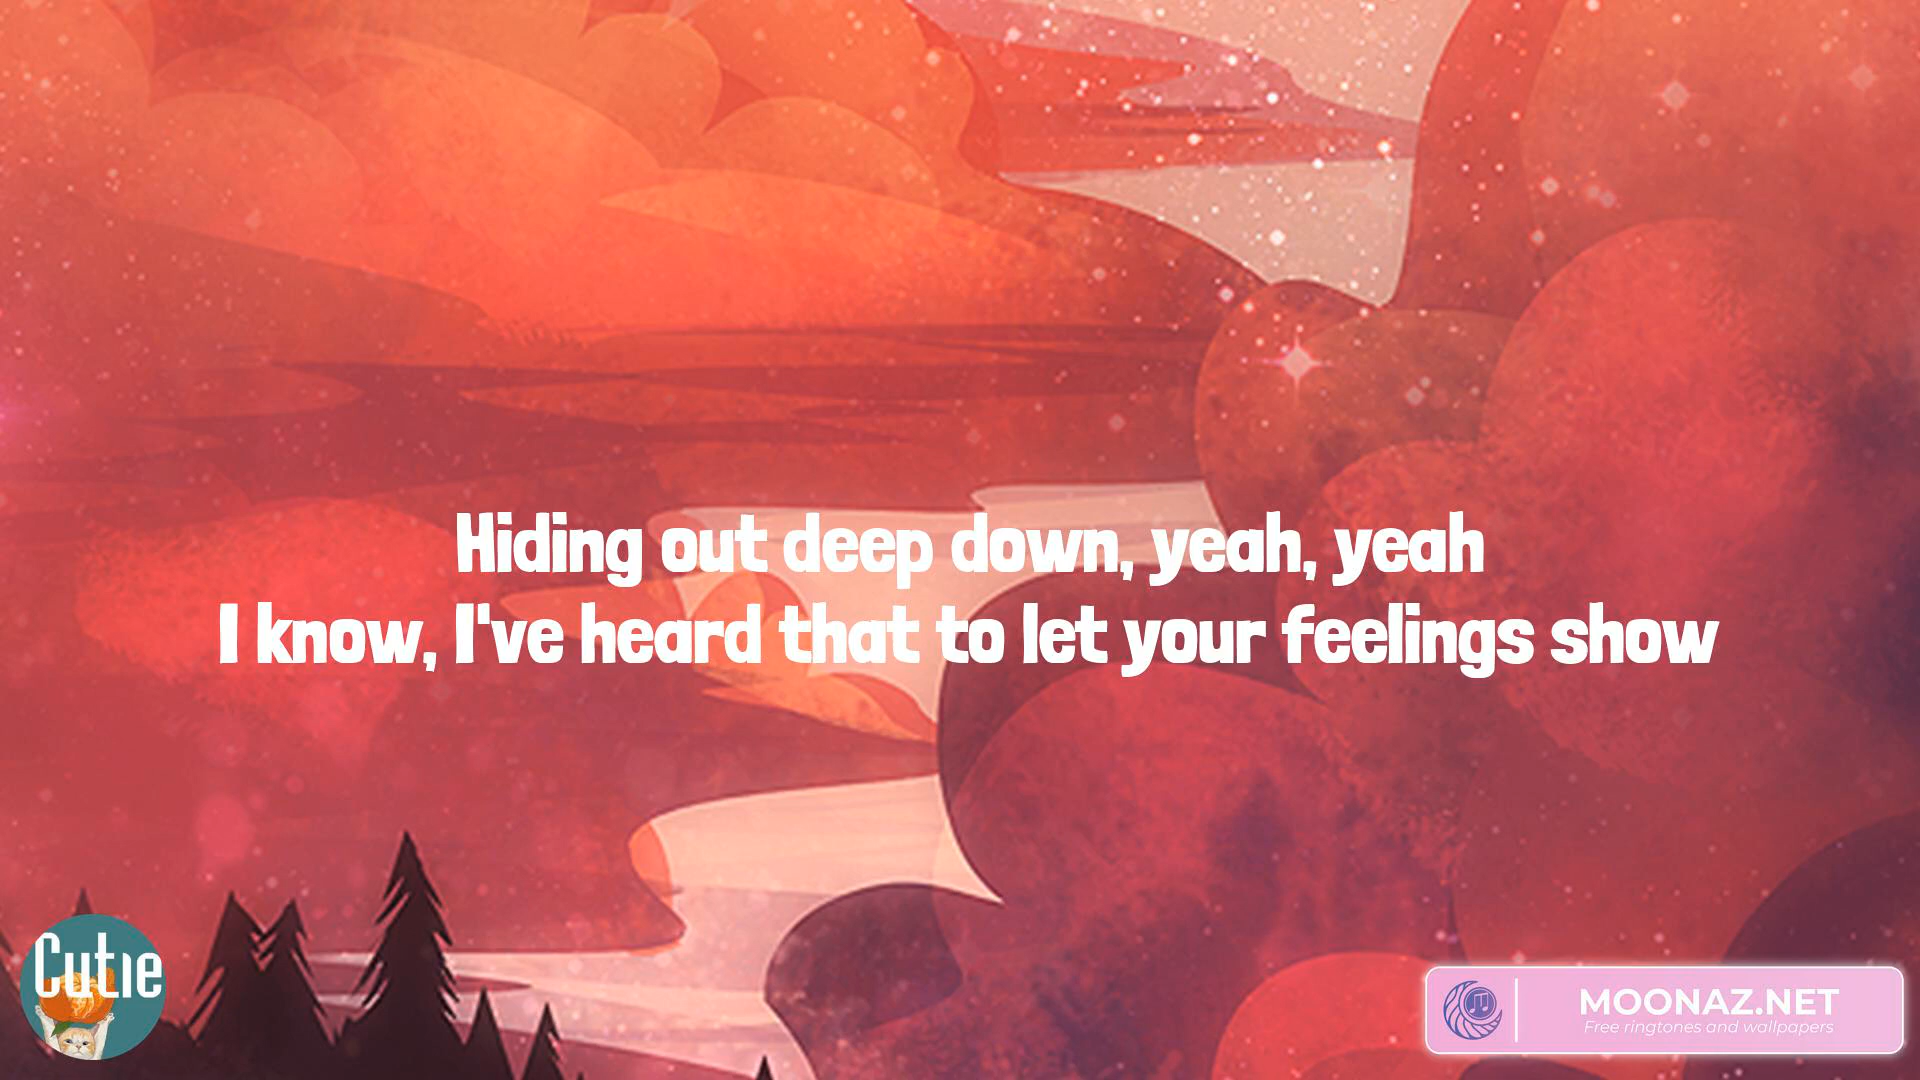 Hiding out deep down, yeah, yeah
I know, I've heard that to let your feelings show
Cutie
MOONAZ.NET
Free ringtones and wallpapers